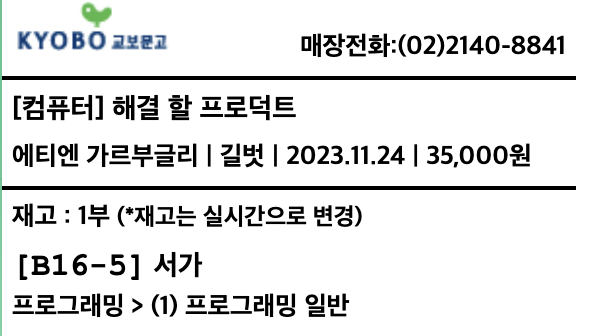 KYOBO 교보문고
매장전화:(02)2140-8841
[컴퓨터] 해결 할 프로덕트
에티엔 가르부글리 | 길벗 | 2023.11.24 | 35,000원
재고 : 1부 (*재고는 실시간으로 변경)
[B16-5] 서가
프로그래밍 > (1) 프로그래밍 일반